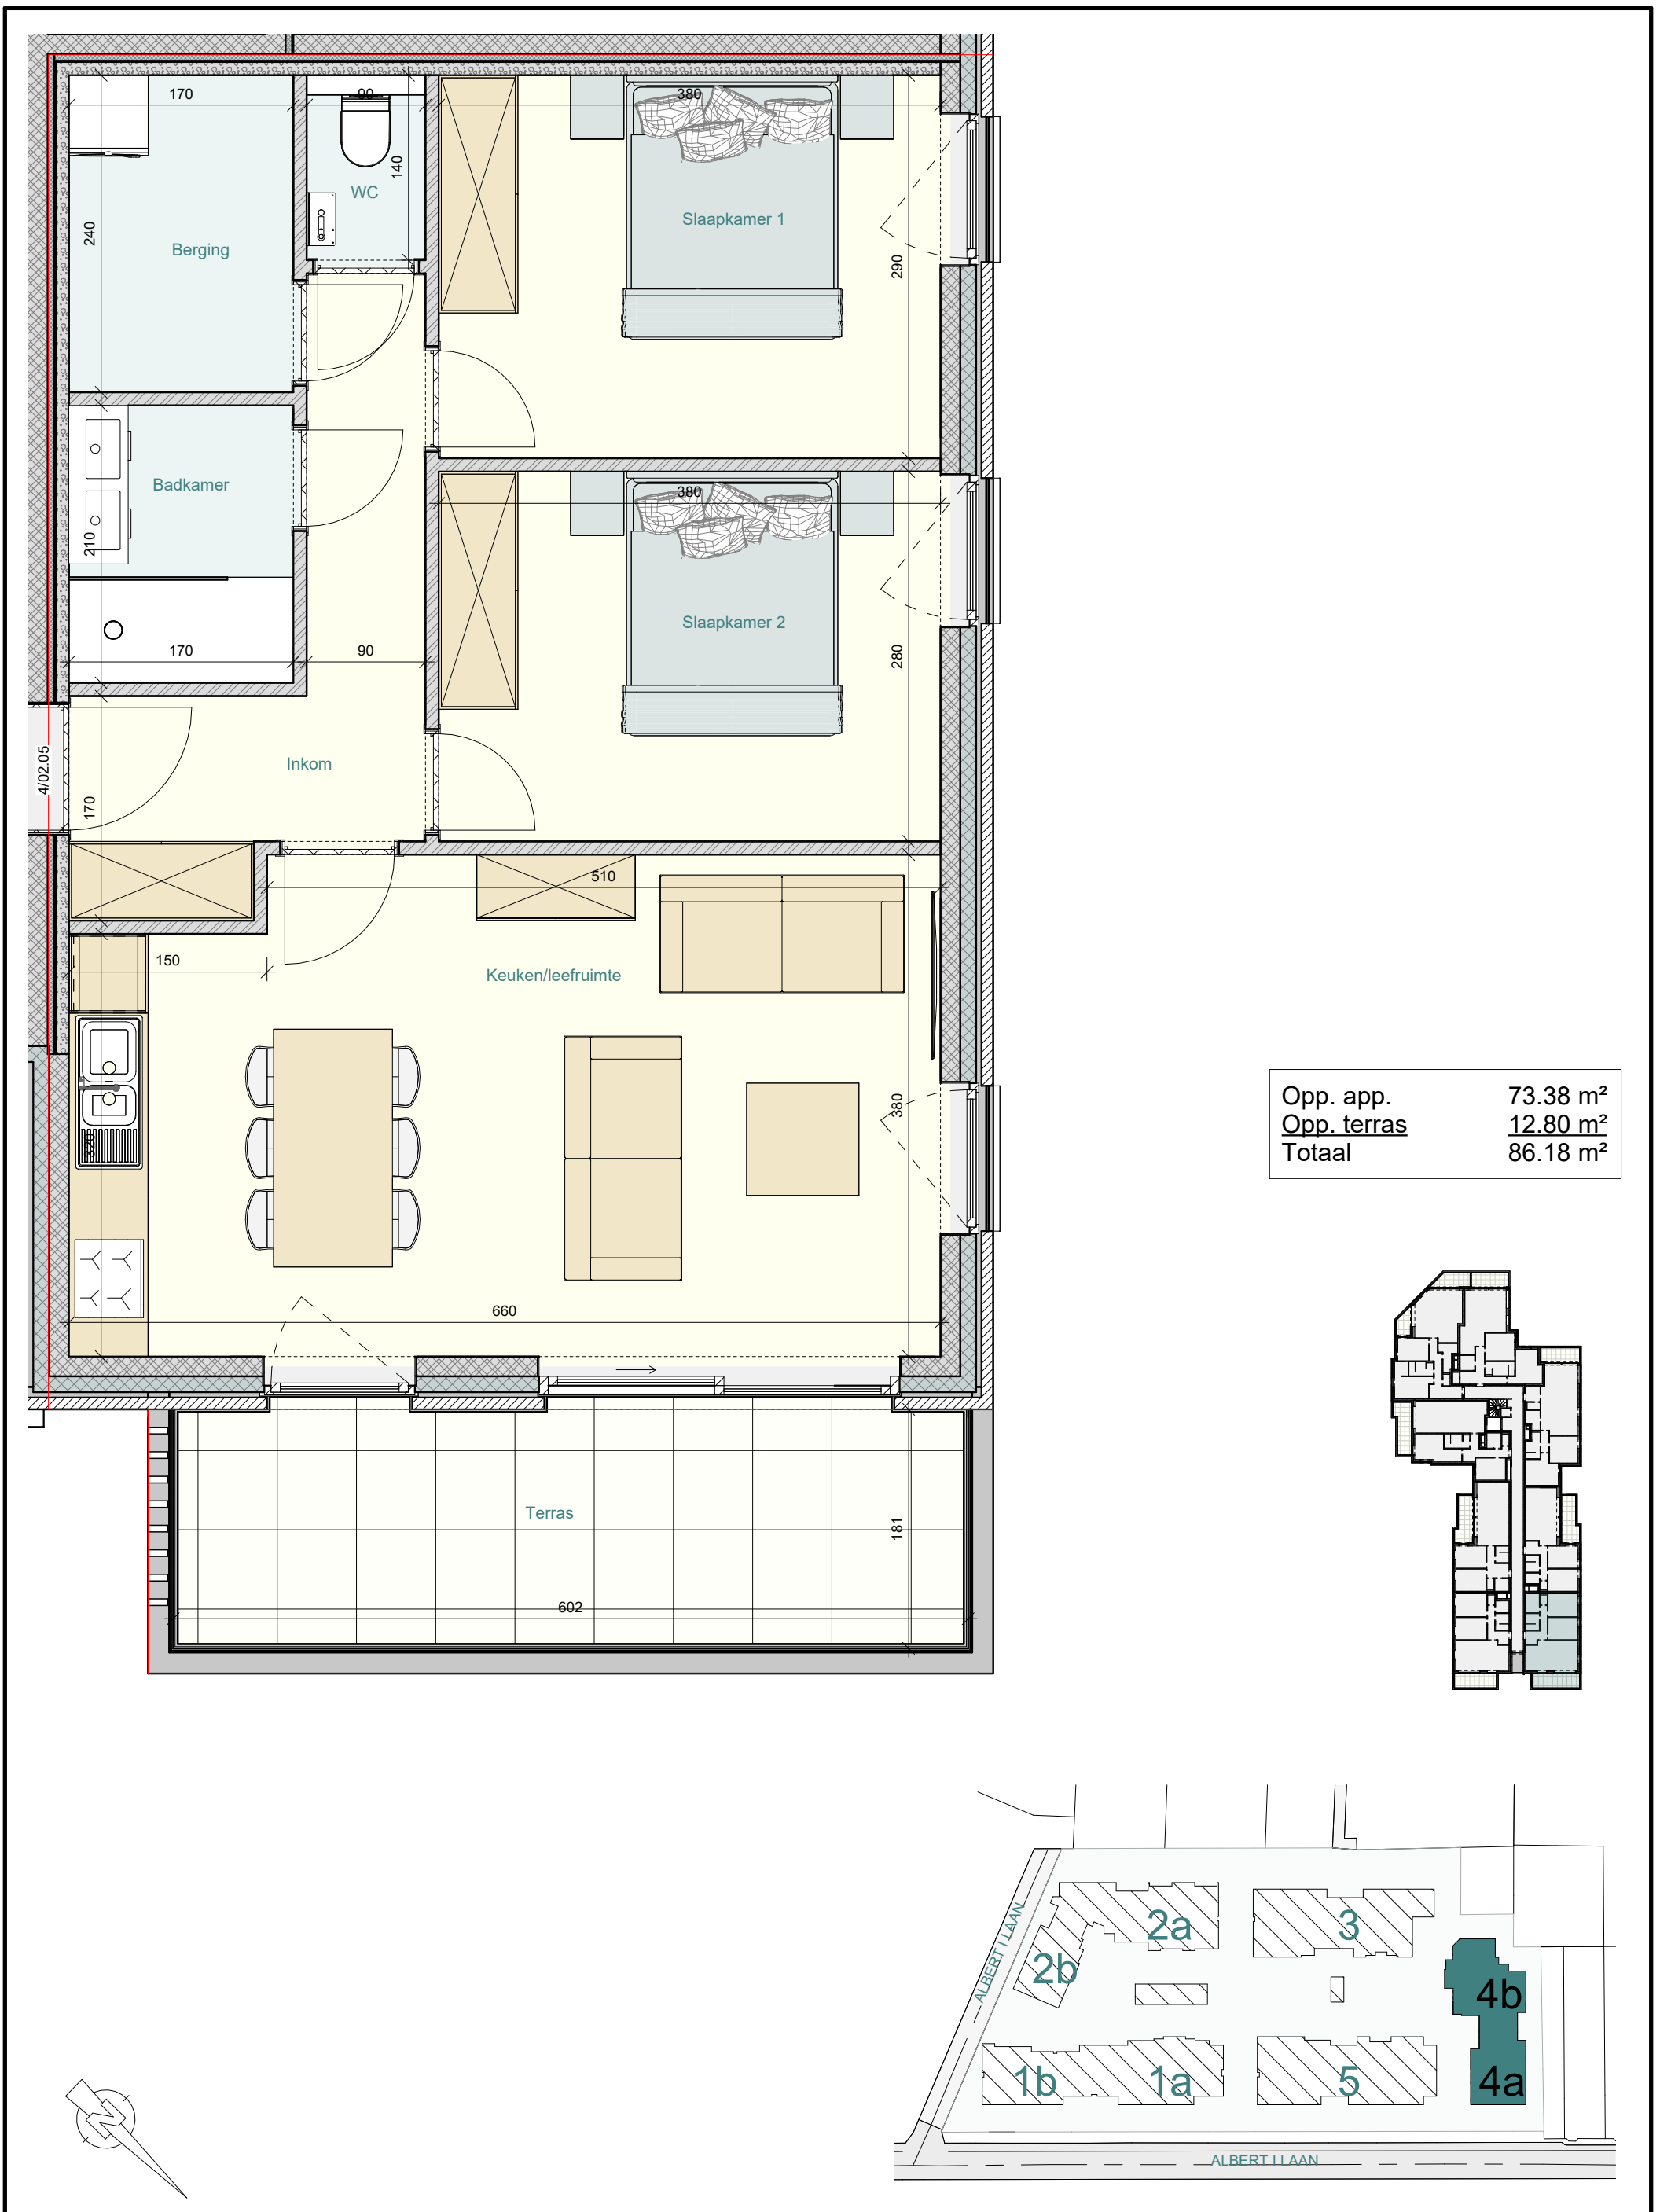 170
90
380
140
WC
Slaapkamer 1
240
Berging
290
380
Badkamer
210
Slaapkamer 2
170
90
280
4/02.05
Inkom
170
510
150
Keuken/leefruimte
380
320
660
Opp. app. 73.38 m²
Opp. terras 12.80 m²
Totaal 86.18 m²
Terras
181
602
2a
3
ALBERT I LAAN
2b
4b
1b
1a
5
4a
ALBERT I LAAN
N